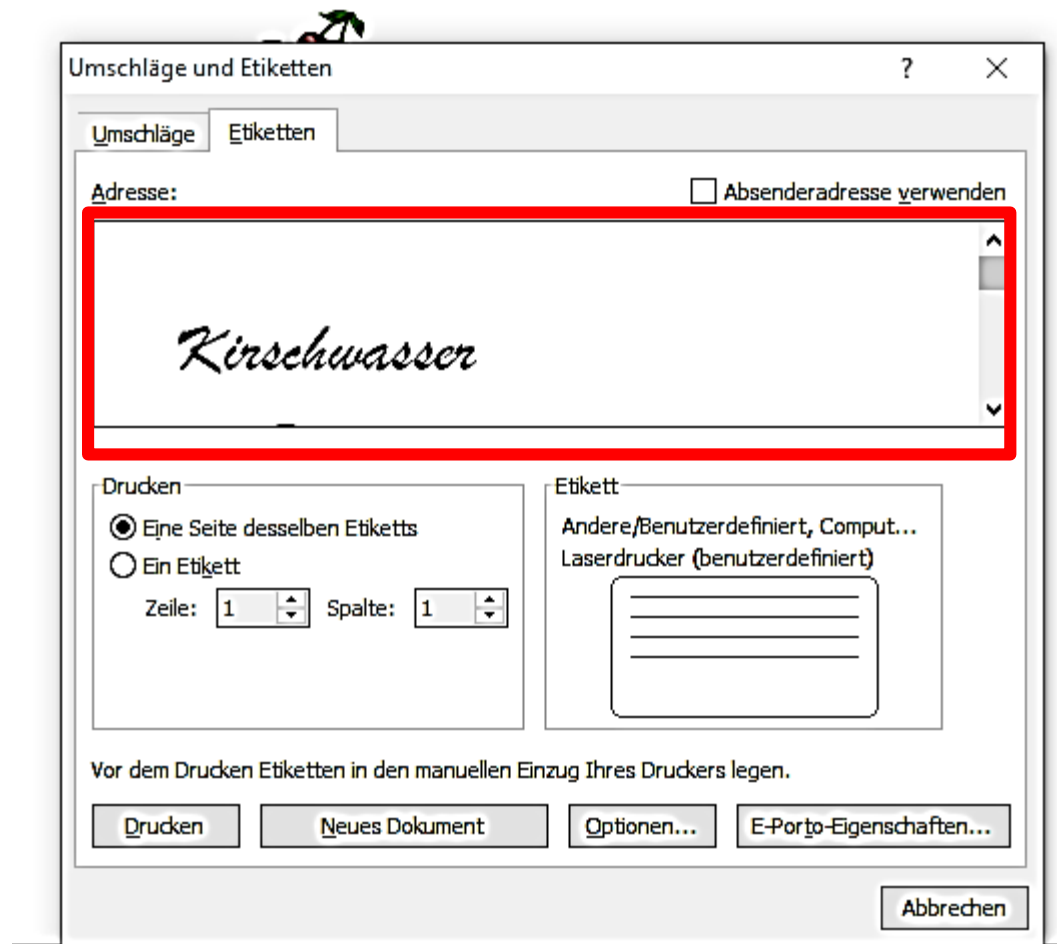 Umschläge und Etiketten ?
Umschläge Etiketten
Adresse: Absenderadresse verwenden
Kirschwasser
Drucken
Eine Seite desselben Etiketts
Ein Etikett
Zeile: 1 Spalte: 1
Etikett
Andere/Benutzerdefiniert, Comput...
Laserdrucker (benutzerdefiniert)
Vor dem Drucken Etiketten in den manuellen Einzug Ihres Druckers legen.
Drucken Neues Dokument Optionen... E-Porto-Eigenschaften...
Abbrechen